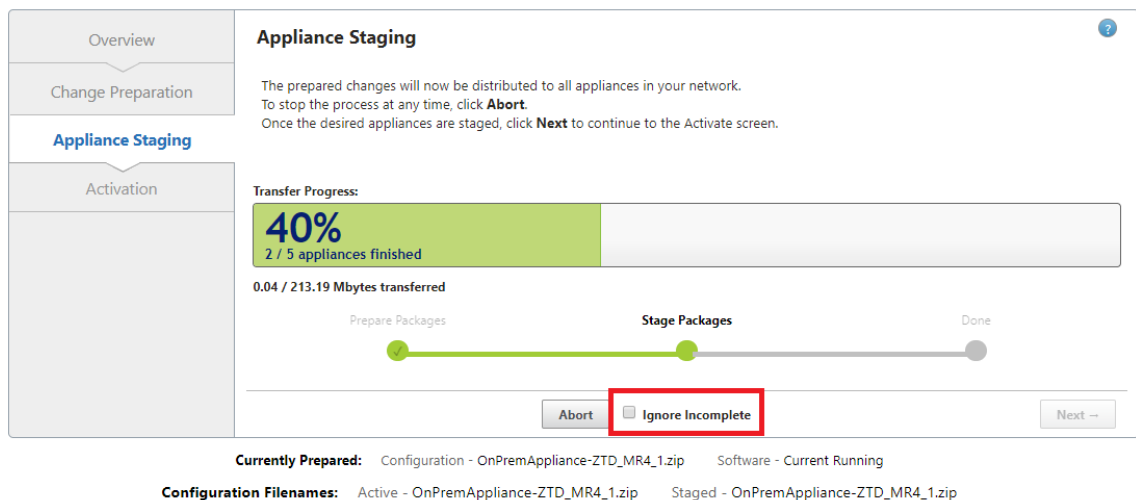 Overview
Change Preparation
Appliance Staging
Activation
Appliance Staging
?
The prepared changes will now be distributed to all appliances in your network.
To stop the process at any time, click Abort.
Once the desired appliances are staged, click Next to continue to the Activate screen.
Transfer Progress:
40%
2 / 5 appliances finished
0.04 / 213.19 Mbytes transferred
Prepare Packages Stage Packages Done
Abort Ignore Incomplete Next →
Currently Prepared: Configuration - OnPremAppliance-ZTD_MR4_1.zip Software - Current Running
Configuration Filenames: Active - OnPremAppliance-ZTD_MR4_1.zip Staged - OnPremAppliance-ZTD_MR4_1.zip